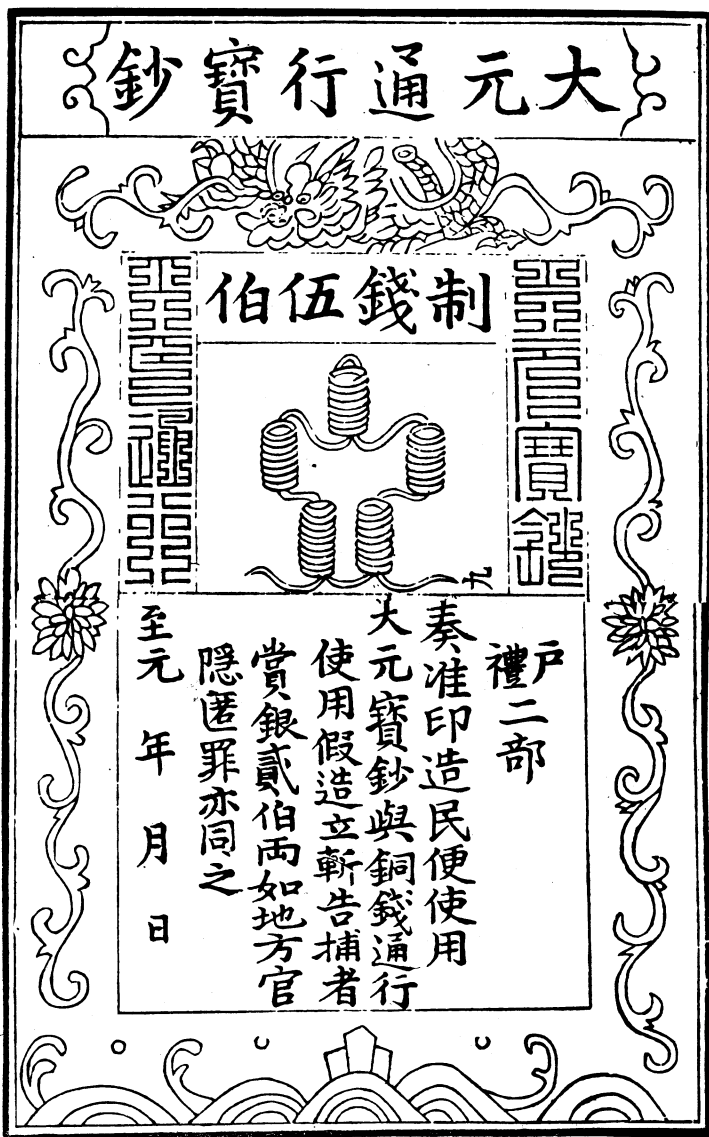 大元通行寶鈔
制錢伍伯
九
戶禮二部
奏准印造民便使用
大元寶鈔與銅錢通行
使用假造立斬告捕者
賞銀貳伯両如地方官
隱匿罪亦同之
至元 年 月 日